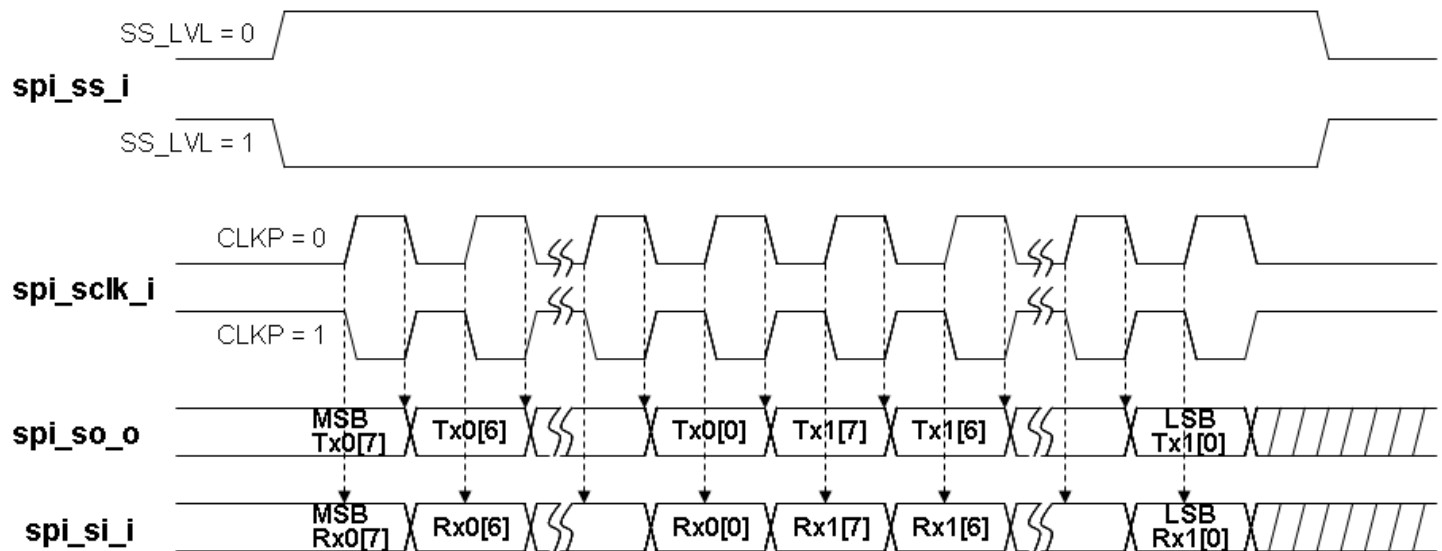 SS_LVL = 0
spi_ss_i
SS_LVL = 1
CLKP = 0
spi_sclk_i
CLKP = 1
spi_so_o
MSB
Tx0[7]
Tx0[6]
Tx0[0]
Tx1[7]
Tx1[6]
LSB
Tx1[0]
spi_si_i
MSB
Rx0[7]
Rx0[6]
Rx0[0]
Rx1[7]
Rx1[6]
LSB
Rx1[0]